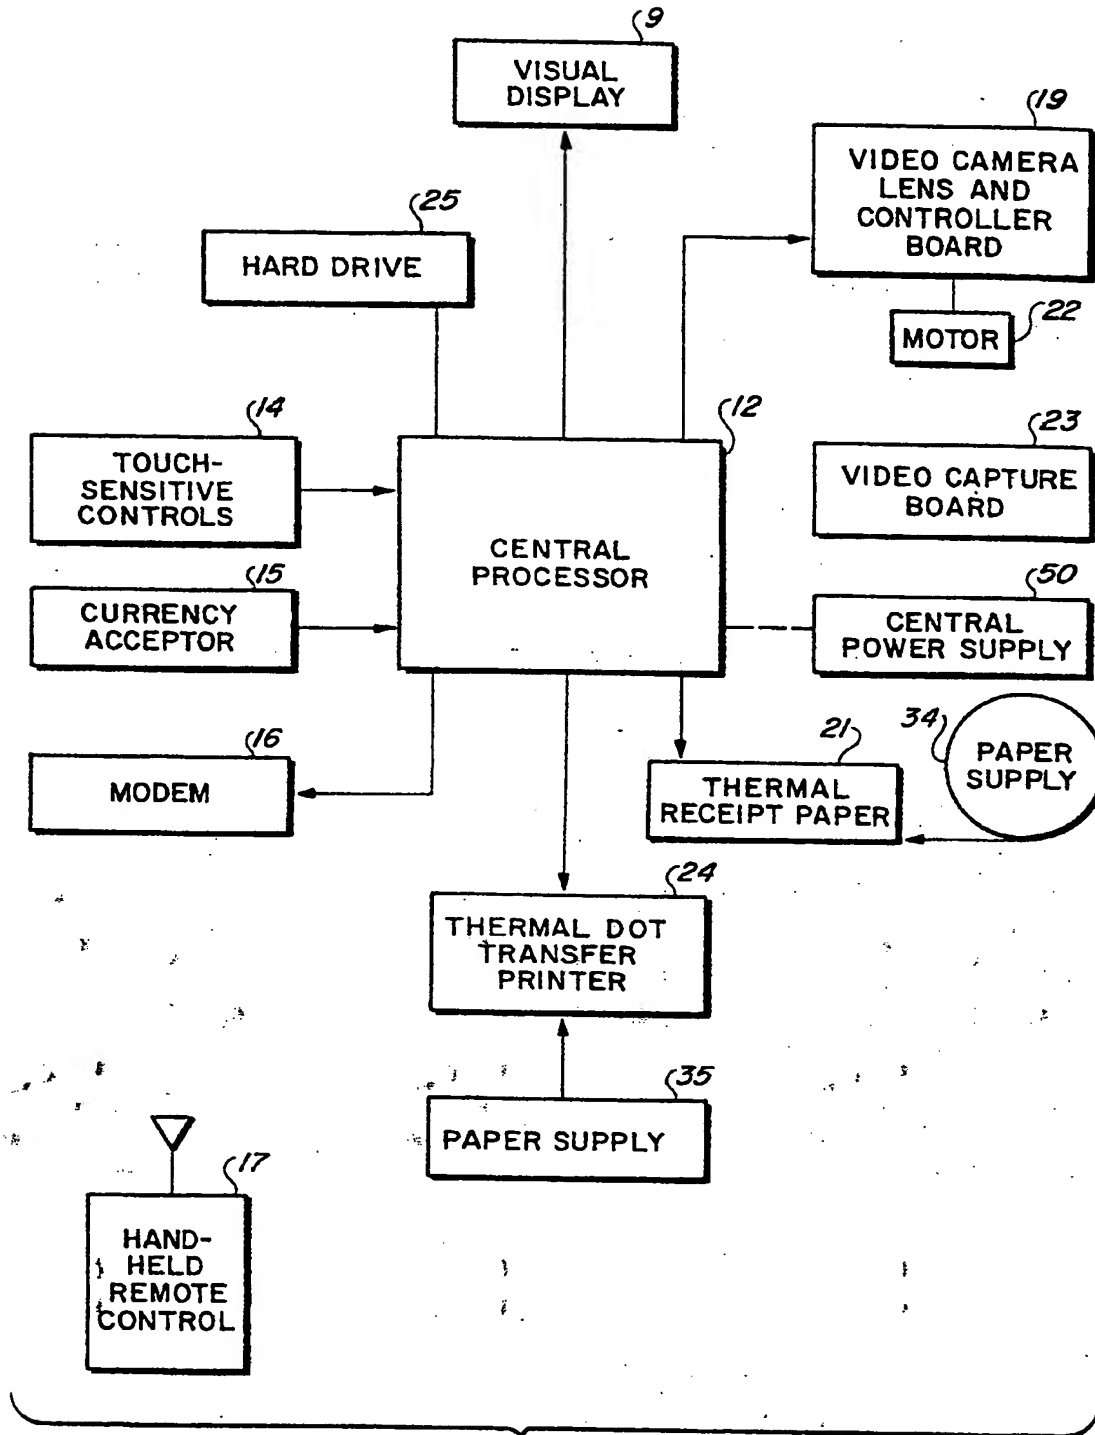 9
VISUAL
DISPLAY
19
VIDEO CAMERA
LENS AND
CONTROLLER
BOARD
25
HARD DRIVE
22
MOTOR
14
TOUCH-
SENSITIVE
CONTROLS
12
CENTRAL
PROCESSOR
23
VIDEO CAPTURE
BOARD
15
CURRENCY
ACCEPTOR
50
CENTRAL
POWER SUPPLY
16
MODEM
21
THERMAL
RECEIPT PAPER
34
PAPER
SUPPLY
24
THERMAL DOT
TRANSFER
PRINTER
35
PAPER SUPPLY
17
HAND-
HELD
REMOTE
CONTROL